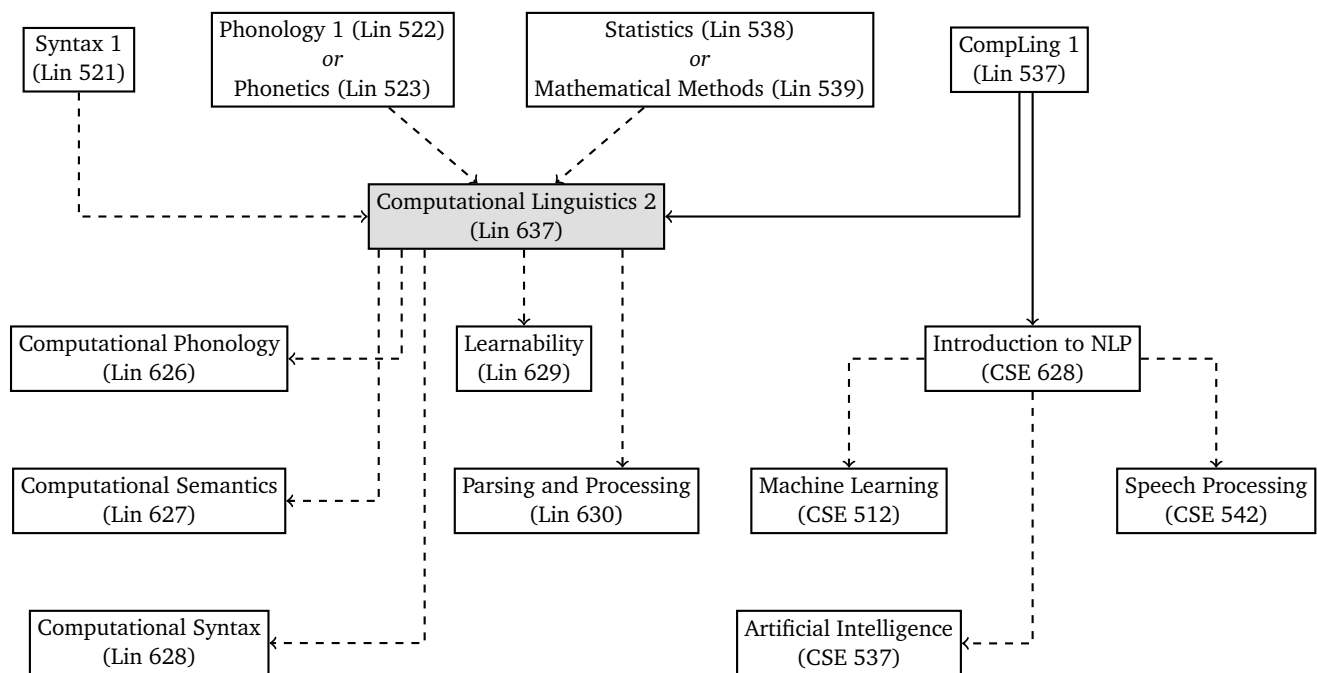 Syntax 1
(Lin 521)
Phonology 1 (Lin 522)
or
Phonetics (Lin 523)
Statistics (Lin 538)
or
Mathematical Methods (Lin 539)
CompLing 1
(Lin 537)
Computational Linguistics 2
(Lin 637)
Computational Phonology
(Lin 626)
Learnability
(Lin 629)
Introduction to NLP
(CSE 628)
Computational Semantics
(Lin 627)
Parsing and Processing
(Lin 630)
Machine Learning
(CSE 512)
Speech Processing
(CSE 542)
Computational Syntax
(Lin 628)
Artificial Intelligence
(CSE 537)